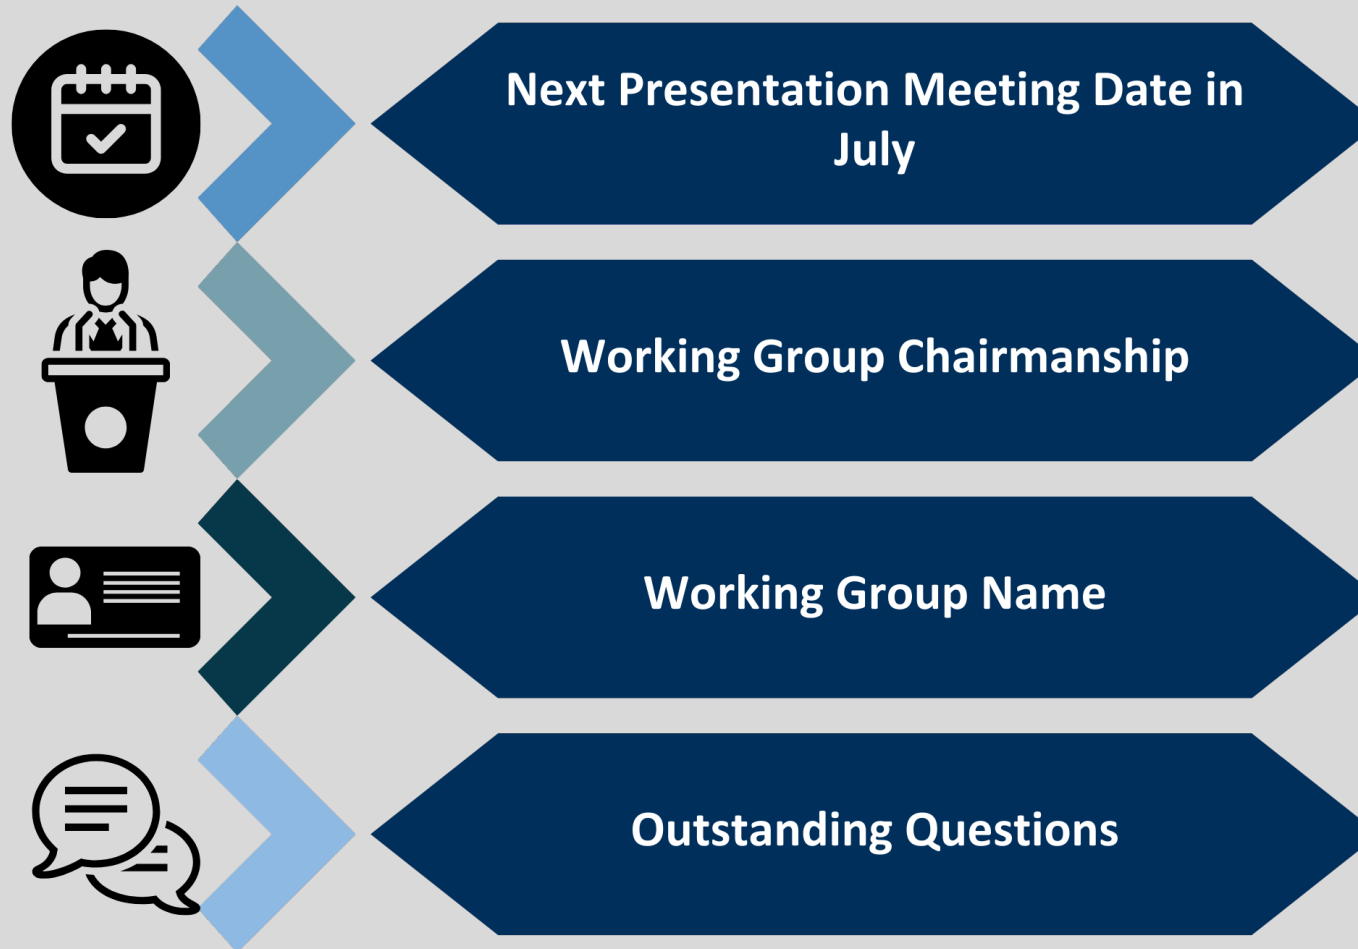 Next Presentation Meeting Date in
July
Working Group Chairmanship
Working Group Name
Outstanding Questions